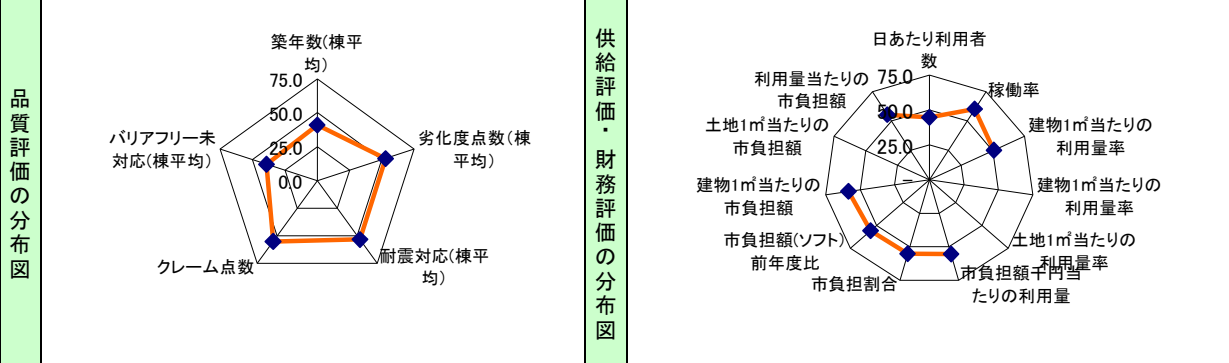 品質評価の分布図
築年数(棟平
均)
75.0
50.0
25.0
0.0
劣化度点数(棟
平均)
耐震対応(棟平
均)
クレーム点数
バリアフリー未
対応(棟平均)
供給評価・財務評価の分布図
日あたり利用者
数
75.0
50.0
25.0
–
稼働率
建物1㎡当たりの
利用量率
建物1㎡当たりの
利用量率
土地1㎡当たりの
利用量率
市負担額千円当
たりの利用量
市負担割合
市負担額(ソフト)
前年度比
建物1㎡当たりの
市負担額
土地1㎡当たりの
市負担額
利用量当たりの
市負担額